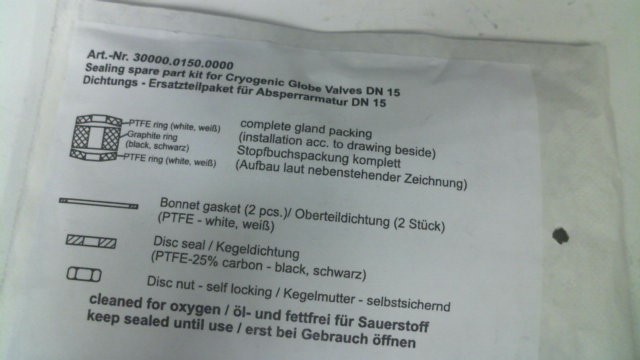 Art.-Nr. 30000.0150.0000
Sealing spare part kit for Cryogenic Globe Valves DN 15
Dichtungs - Ersatzteilpaket für Absperrarmatur DN 15
PTFE ring (white, weiß)
Graphite ring
(black, schwarz)
PTFE ring (white, weiß)
complete gland packing
(installation acc. to drawing beside)
Stopfbuchspackung komplett
(Aufbau laut nebenstehender Zeichnung)
Bonnet gasket (2 pcs.)/ Oberteildichtung (2 Stück)
(PTFE - white, weiß)
Disc seal / Kegeldichtung
(PTFE-25% carbon - black, schwarz)
Disc nut - self locking / Kegelmutter - selbstsichernd
cleaned for oxygen / öl- und fettfrei für Sauerstoff
keep sealed until use / erst bei Gebrauch öffnen